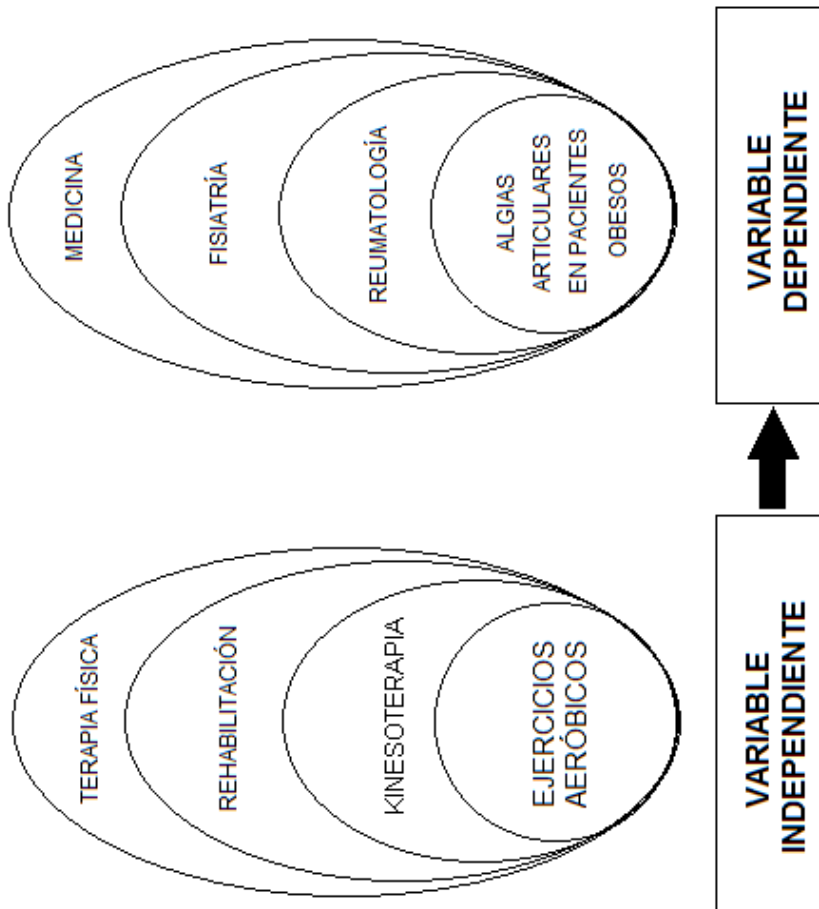 TERAPIA FÍSICA
REHABILITACIÓN
KINESOTERAPIA
EJERCICIOS
AERÓBICOS
VARIABLE
INDEPENDIENTE
MEDICINA
FISIATRÍA
REUMATOLOGÍA
ALGIAS
ARTICULARES
EN PACIENTES
OBESOS
VARIABLE
DEPENDIENTE